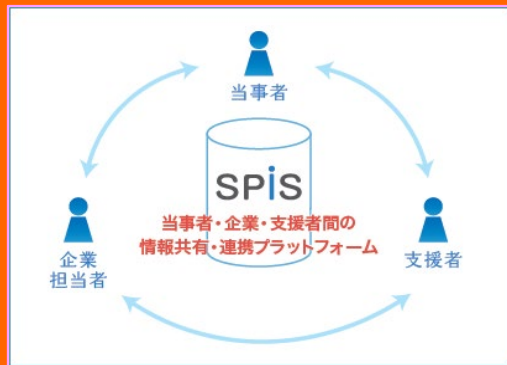 当事者
SPiS
当事者・企業・支援者間の
情報共有・連携プラットフォーム
企業
担当者
支援者